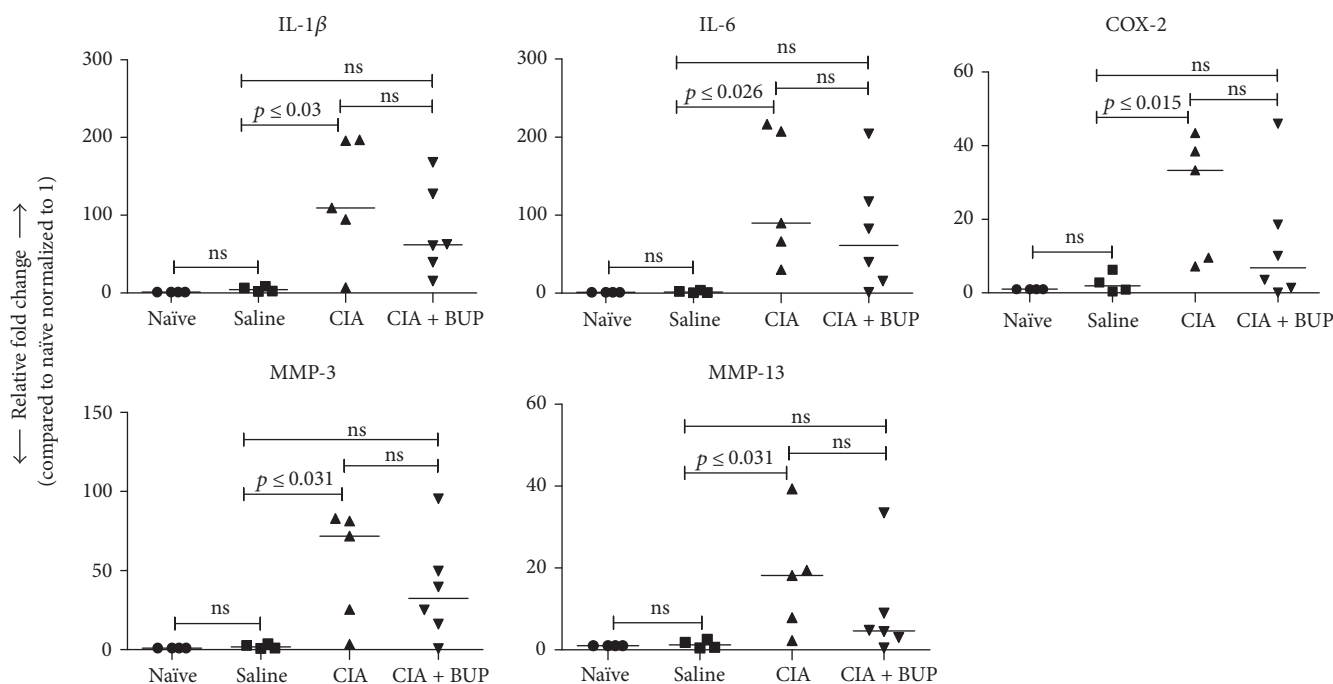 IL-1β
300
200
100
0
ns
p ≤ 0.03
ns
ns
Naïve Saline CIA CIA + BUP
IL-6
300
200
100
0
ns
p ≤ 0.026
ns
ns
Naïve Saline CIA CIA + BUP
COX-2
60
40
20
0
ns
p ≤ 0.015
ns
ns
Naïve Saline CIA CIA + BUP
← Relative fold change →
(compared to naïve normalized to 1)
MMP-3
150
100
50
0
ns
p ≤ 0.031
ns
ns
Naïve Saline CIA CIA + BUP
MMP-13
60
40
20
0
ns
p ≤ 0.031
ns
ns
Naïve Saline CIA CIA + BUP